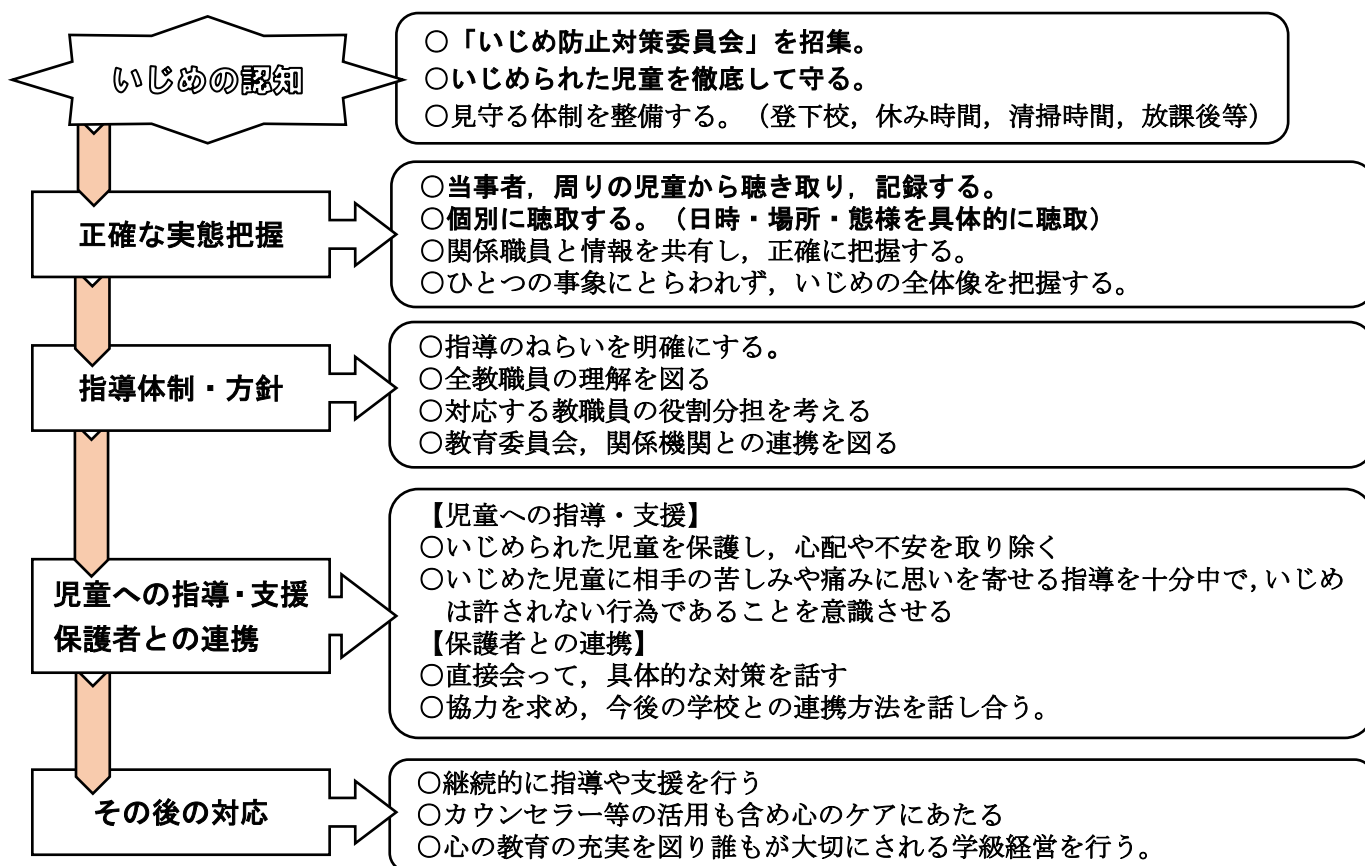 いじめの認知
○「いじめ防止対策委員会」を招集。
○いじめられた児童を徹底して守る。
○見守る体制を整備する。（登下校，休み時間，清掃時間，放課後等）
正確な実態把握
○当事者，周りの児童から聴き取り，記録する。
○個別に聴取する。（日時・場所・態様を具体的に聴取）
○関係職員と情報を共有し，正確に把握する。
○ひとつの事象にとらわれず，いじめの全体像を把握する。
指導体制・方針
○指導のねらいを明確にする。
○全教職員の理解を図る
○対応する教職員の役割分担を考える
○教育委員会，関係機関との連携を図る
児童への指導・支援
保護者との連携
【児童への指導・支援】
○いじめられた児童を保護し，心配や不安を取り除く
○いじめた児童に相手の苦しみや痛みに思いを寄せる指導を十分中で，いじめ
は許されない行為であることを意識させる
【保護者との連携】
○直接会って，具体的な対策を話す
○協力を求め，今後の学校との連携方法を話し合う。
その後の対応
○継続的に指導や支援を行う
○カウンセラー等の活用も含め心のケアにあたる
○心の教育の充実を図り誰もが大切にされる学級経営を行う。